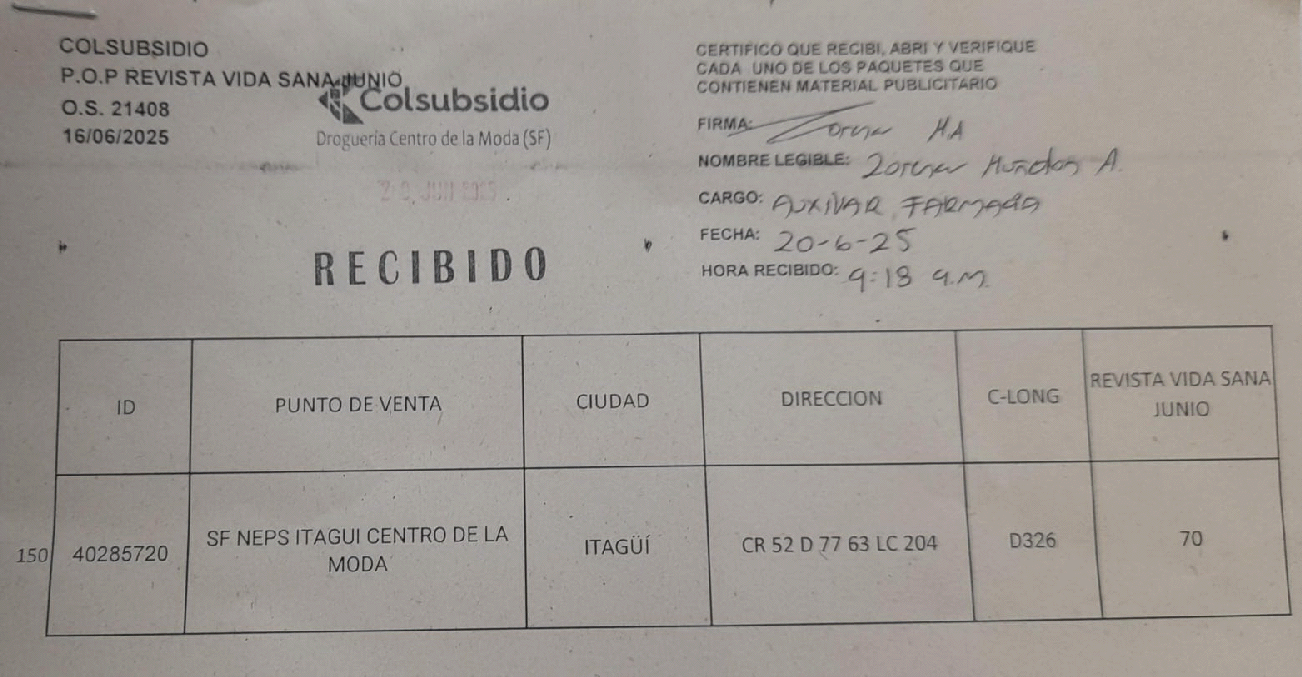 COLSUBSIDIO
P.O.P REVISTA VIDA SANA JUNIO
O.S. 21408
16/06/2025
Colsubsidio
Droguería Centro de la Moda (SF)
RECIBIDO
CERTIFICO QUE RECIBI, ABRI Y VERIFIQUE
CADA UNO DE LOS PAQUETES QUE
CONTIENEN MATERIAL PUBLICITARIO
FIRMA:
NOMBRE LEGIBLE: A.
CARGO: AUXILIAR FARMACIA
FECHA: 20-6-25
HORA RECIBIDO: 9:18 a.m.
ID
PUNTO DE VENTA
CIUDAD
DIRECCION
C-LONG
REVISTA VIDA SANA
JUNIO
150
40285720
SF NEPS ITAGUI CENTRO DE LA
MODA
ITAGÜÍ
CR 52 D 77 63 LC 204
D326
70